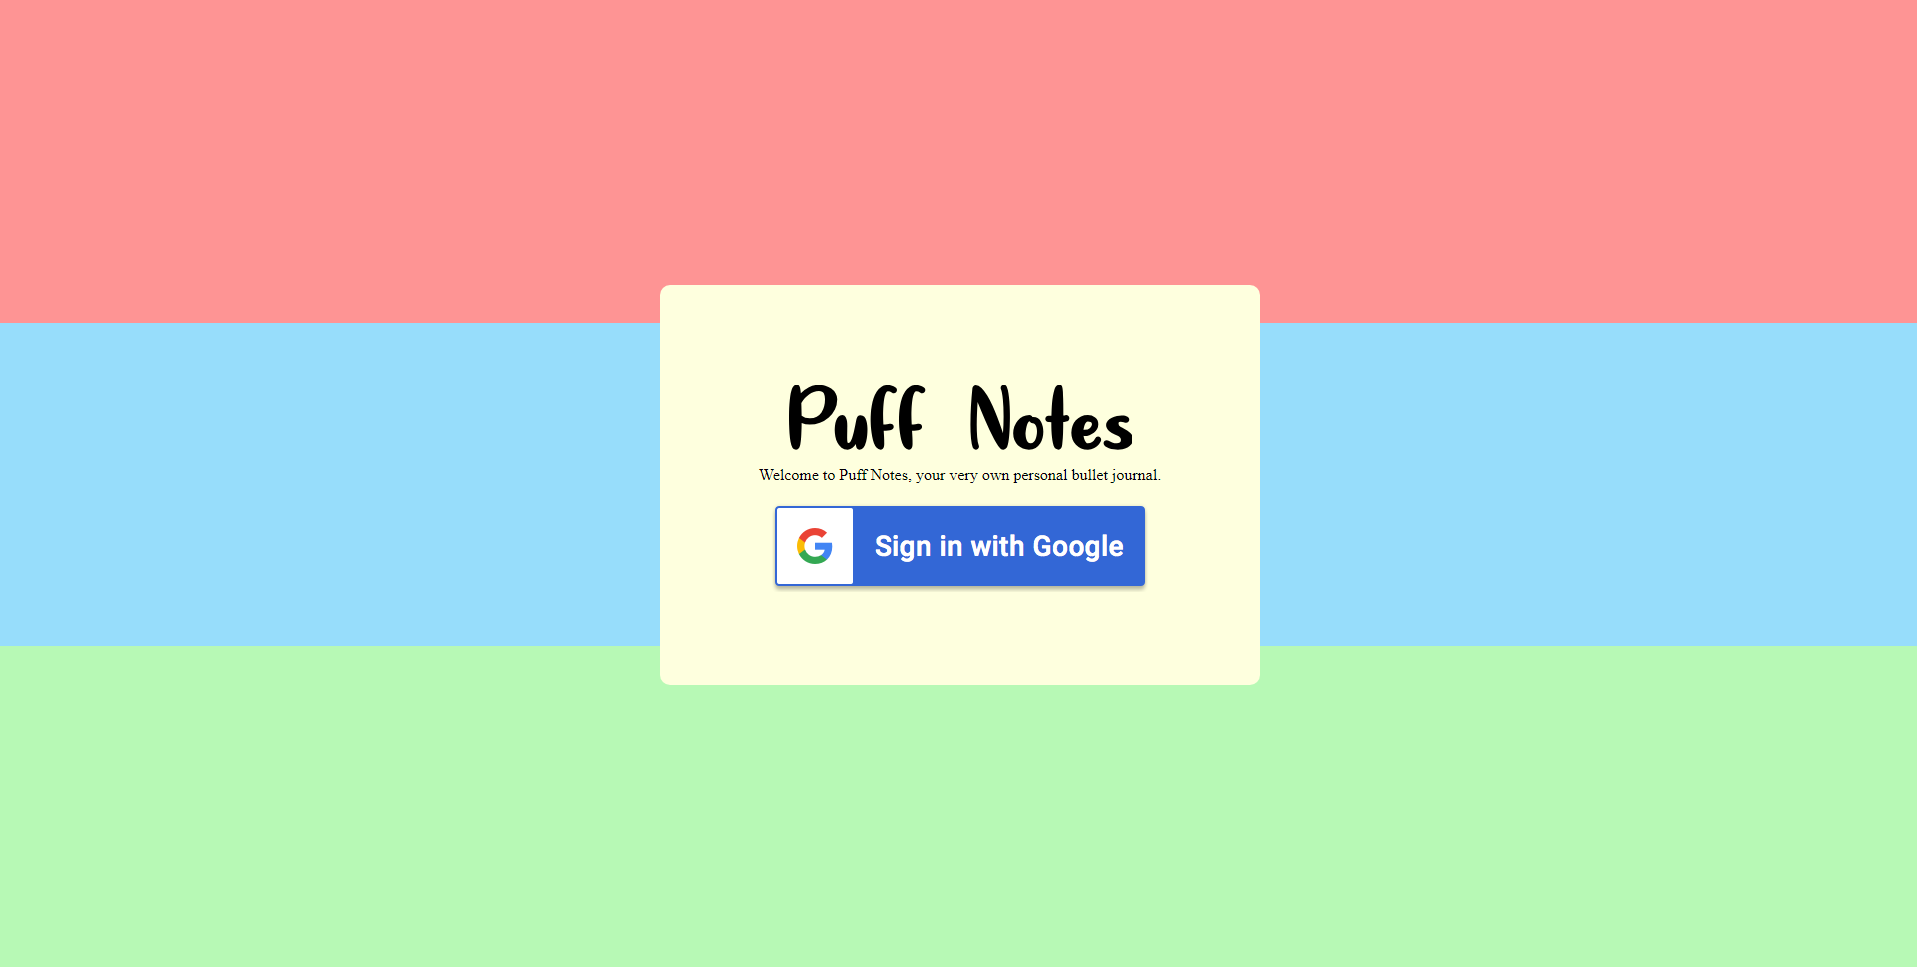 Puff Notes
Welcome to Puff Notes, your very own personal bullet journal.
Sign in with Google